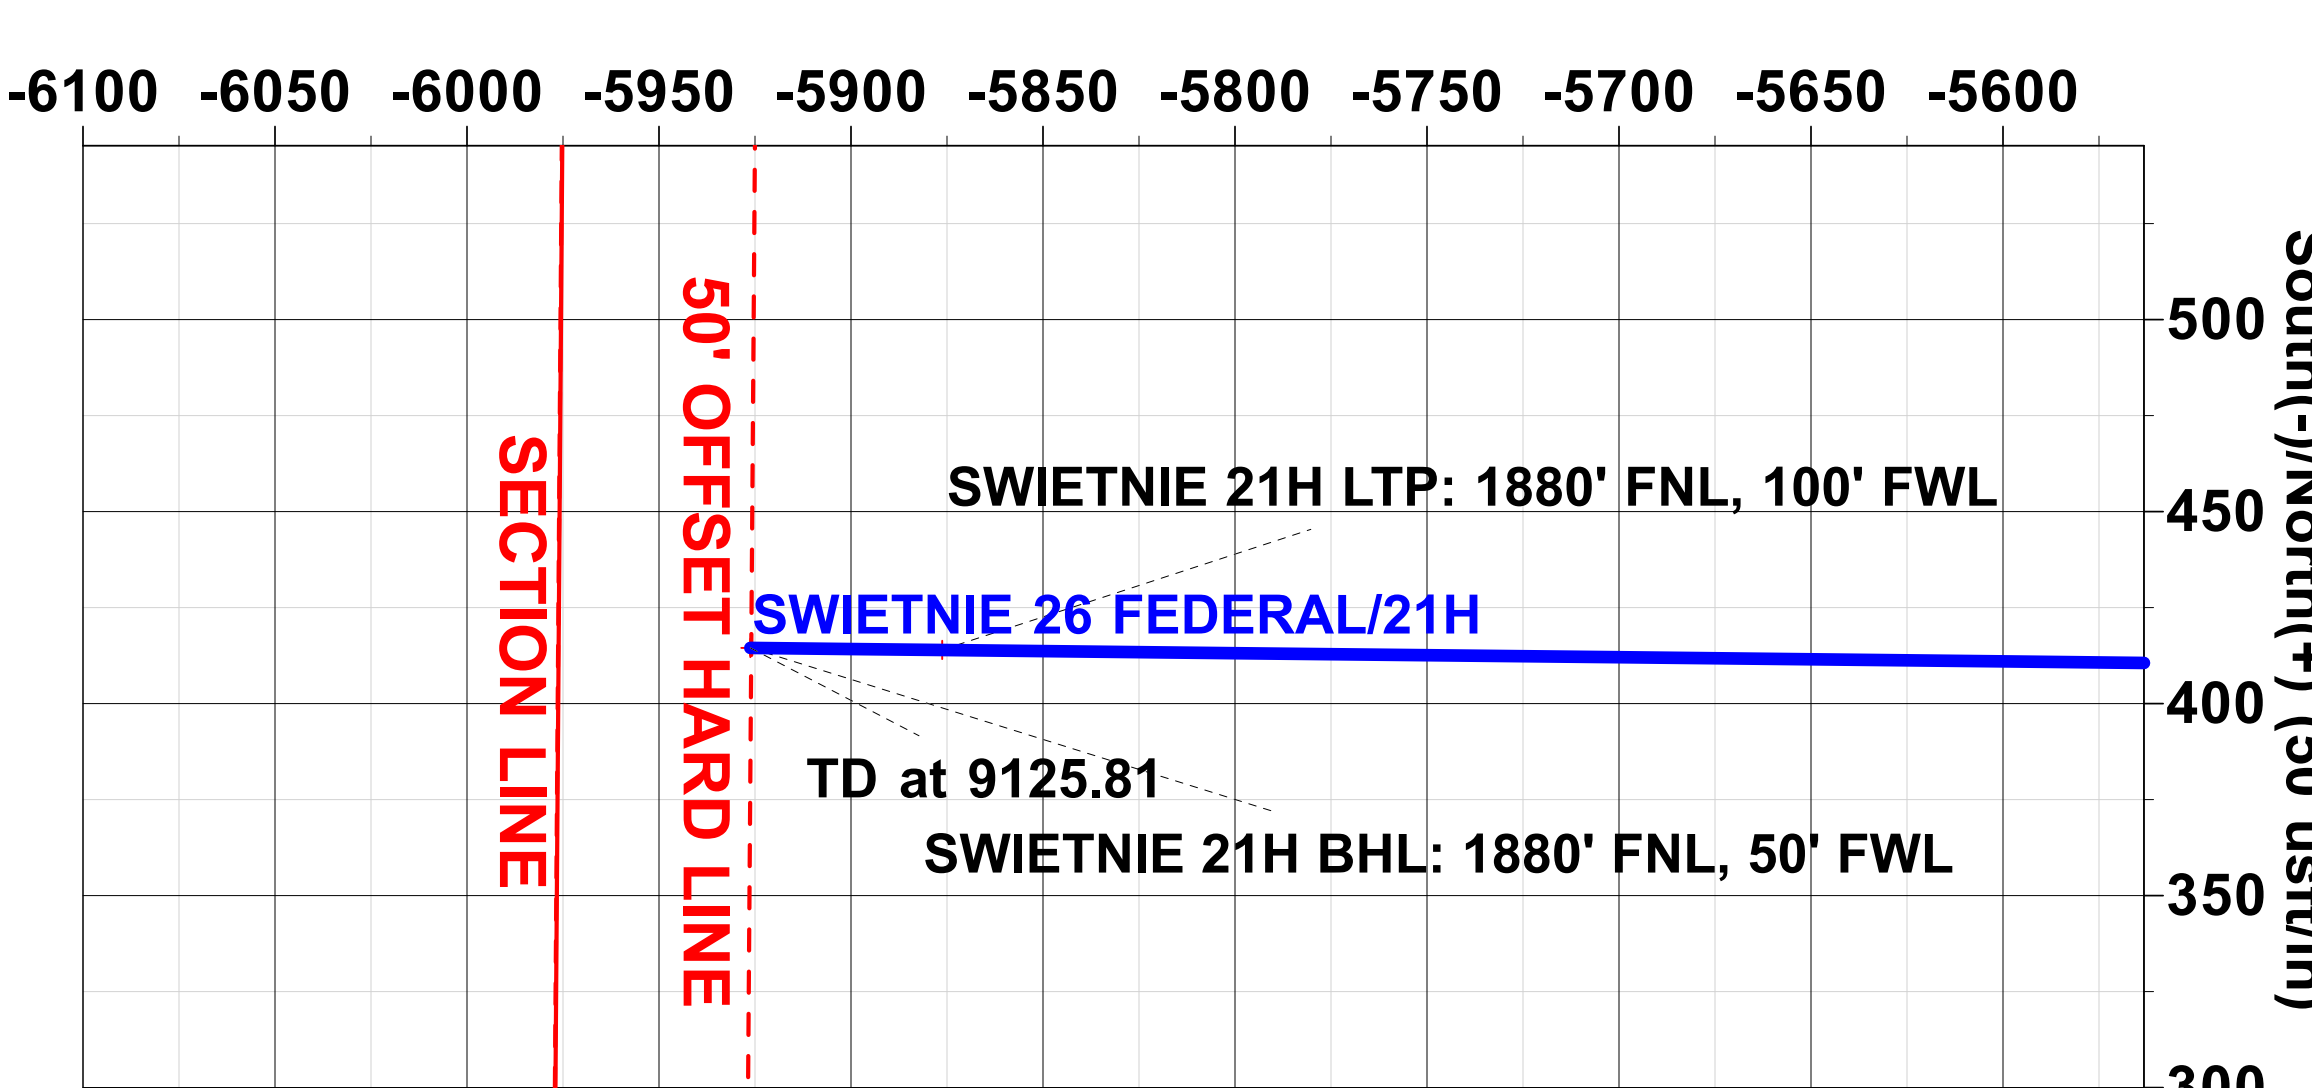 -6100 -6050 -6000 -5950 -5900 -5850 -5800 -5750 -5700 -5650 -5600
500
450
400
350
300
South(-)/North(+) (50 usft/in)
SECTION LINE
50' OFFSET HARD LINE
SWIETNIE 21H LTP: 1880' FNL, 100' FWL
SWIETNIE 26 FEDERAL/21H
TD at 9125.81
SWIETNIE 21H BHL: 1880' FNL, 50' FWL